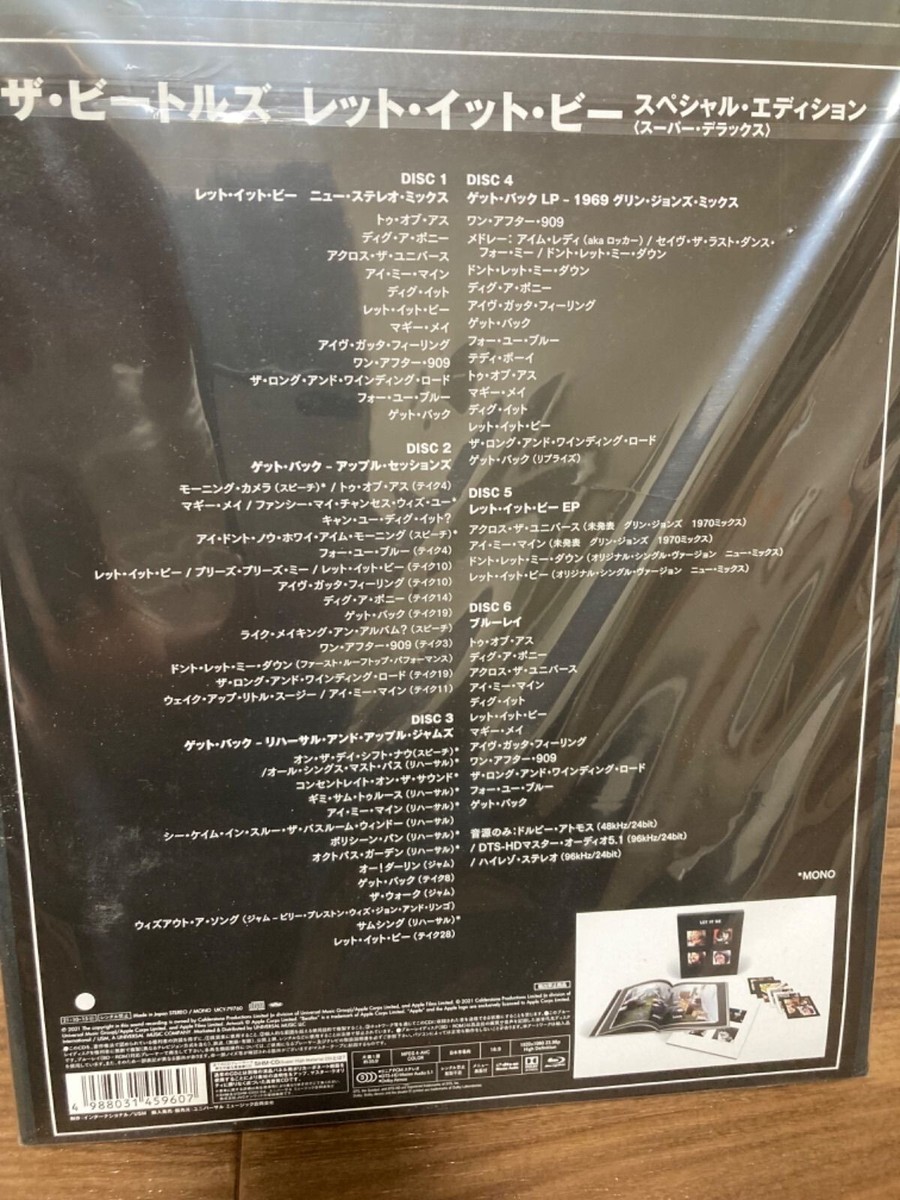 ザ・ビートルズ レット・イット・ビー スペシャル・エディション
〈スーパー・デラックス〉
DISC 1
レット・イット・ビー ニュー・ステレオ・ミックス
トゥ・オブ・アス
ディグ・ア・ポニー
アクロス・ザ・ユニバース
アイ・ミー・マイン
ディグ・イット
レット・イット・ビー
マギー・メイ
アイヴ・ガッタ・フィーリング
ワン・アフター・909
ザ・ロング・アンド・ワインディング・ロード
フォー・ユー・ブルー
ゲット・バック
DISC 2
ゲット・バック – アップル・セッションズ
モーニング・カメラ（スピーチ）* / トゥ・オブ・アス（テイク4）
マギー・メイ / ファンシー・マイ・チャンセス・ウィズ・ユー*
キャン・ユー・ディグ・イット?
アイ・ドント・ノウ・ホワイ・アイム・モーニング（スピーチ）*
フォー・ユー・ブルー（テイク4）
レット・イット・ビー / プリーズ・プリーズ・ミー / レット・イット・ビー（テイク10）
アイヴ・ガッタ・フィーリング（テイク10）
ディグ・ア・ポニー（テイク14）
ゲット・バック（テイク19）
ライク・メイキング・アン・アルバム?（スピーチ）
ワン・アフター・909（テイク3）
ドント・レット・ミー・ダウン（ファースト・ルーフトップ・パフォーマンス）
ザ・ロング・アンド・ワインディング・ロード（テイク19）
ウェイク・アップ・リトル・スージー / アイ・ミー・マイン（テイク11）
DISC 3
ゲット・バック – リハーサル・アンド・アップル・ジャムズ
オン・ザ・デイ・シフト・ナウ（スピーチ）*
/オール・シングス・マスト・パス（リハーサル）*
コンセントレイト・オン・ザ・サウンド*
ギミ・サム・トゥルース（リハーサル）*
アイ・ミー・マイン（リハーサル）*
シー・ケイム・イン・スルー・ザ・バスルーム・ウィンドー（リハーサル）
ポリシーン・パン（リハーサル）*
オクトパス・ガーデン（リハーサル）*
オー！ダーリン（ジャム）
ゲット・バック（テイク8）
ザ・ウォーク（ジャム）
ウィズアウト・ア・ソング（ジャム – ビリー・プレストン・ウィズ・ジョン・アンド・リンゴ）
サムシング（リハーサル）*
レット・イット・ビー（テイク28）
DISC 4
ゲット・バック LP – 1969 グリン・ジョンズ・ミックス
ワン・アフター・909
メドレー：アイム・レディ（aka ロッカー）/ セイヴ・ザ・ラスト・ダンス・
フォー・ミー / ドント・レット・ミー・ダウン
ドント・レット・ミー・ダウン
ディグ・ア・ポニー
アイヴ・ガッタ・フィーリング
ゲット・バック
フォー・ユー・ブルー
テディ・ボーイ
トゥ・オブ・アス
マギー・メイ
ディグ・イット
レット・イット・ビー
ザ・ロング・アンド・ワインディング・ロード
ゲット・バック（リプライズ）
DISC 5
レット・イット・ビー EP
アクロス・ザ・ユニバース（未発表 グリン・ジョンズ 1970ミックス）
アイ・ミー・マイン（未発表 グリン・ジョンズ 1970ミックス）
ドント・レット・ミー・ダウン（オリジナル・シングル・ヴァージョン ニュー・ミックス）
レット・イット・ビー（オリジナル・シングル・ヴァージョン ニュー・ミックス）
DISC 6
ブルーレイ
トゥ・オブ・アス
ディグ・ア・ポニー
アクロス・ザ・ユニバース
アイ・ミー・マイン
ディグ・イット
レット・イット・ビー
マギー・メイ
アイヴ・ガッタ・フィーリング
ワン・アフター・909
ザ・ロング・アンド・ワインディング・ロード
フォー・ユー・ブルー
ゲット・バック
音源のみ：ドルビー・アトモス（48kHz/24bit）
/ DTS-HDマスター・オーディオ5.1（96kHz/24bit）
/ ハイレゾ・ステレオ（96kHz/24bit）
*MONO
LET IT BE
Made in Japan STEREO / MONO UICY-79760
4 988031 459607